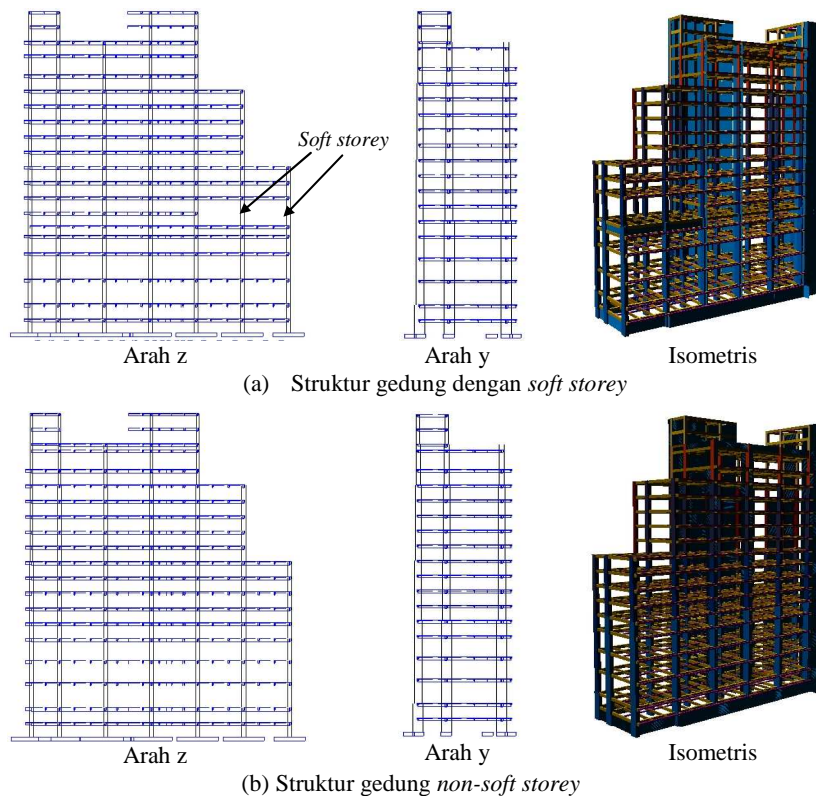 Soft storey
Arah z Arah y Isometris
(a) Struktur gedung dengan soft storey
Arah z Arah y Isometris
(b) Struktur gedung non-soft storey